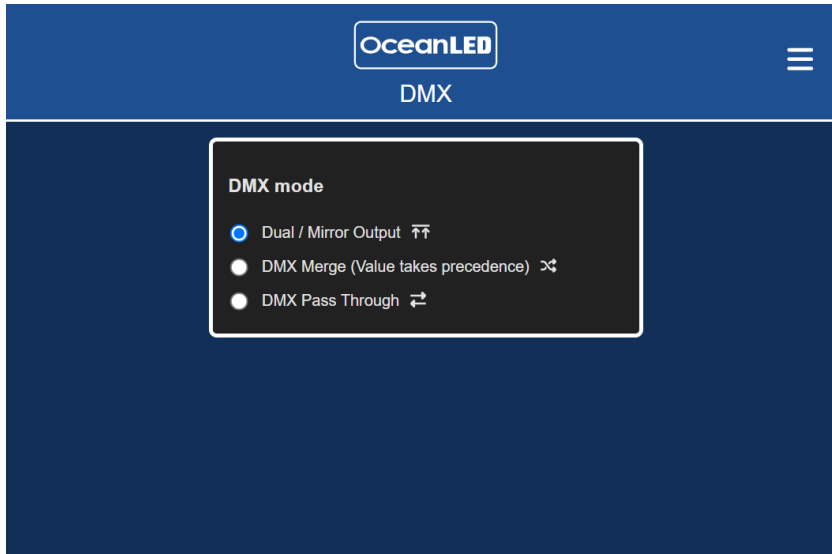 OceanLED
DMX
DMX mode
Dual / Mirror Output
DMX Merge (Value takes precedence)
DMX Pass Through